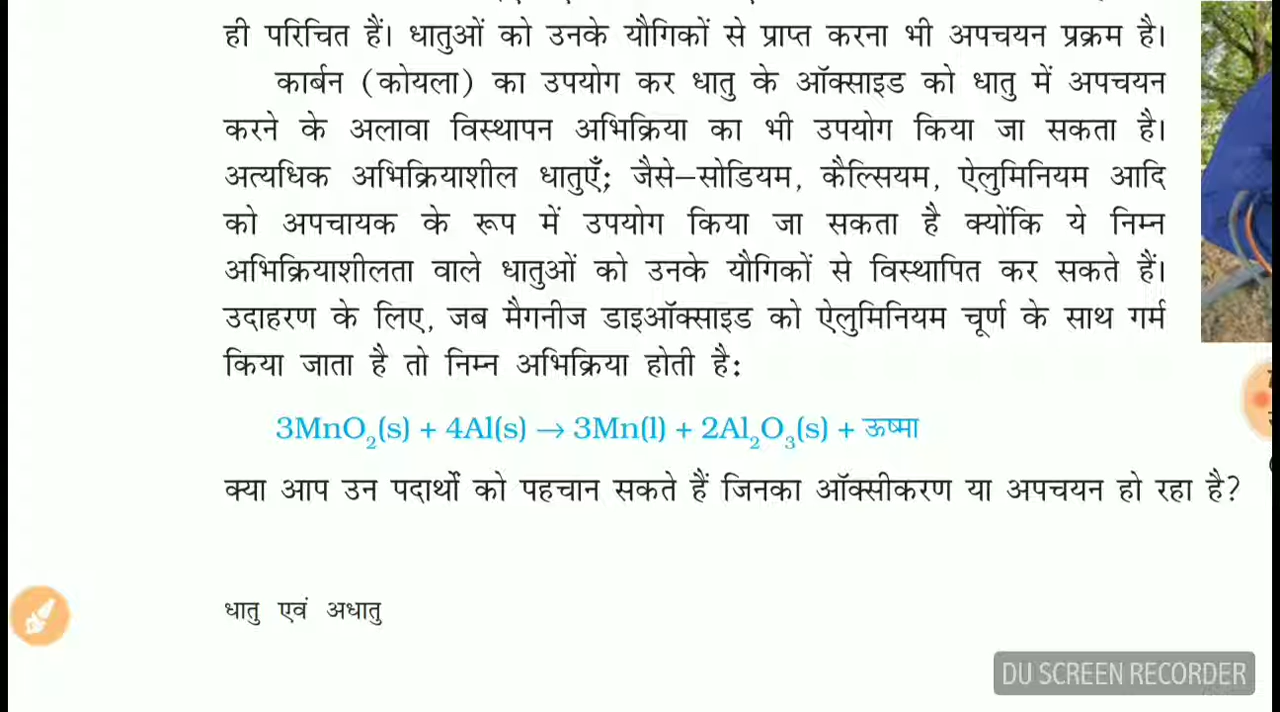 ही परिचित हैं। धातुओं को उनके यौगिकों से प्राप्त करना भी अपचयन प्रक्रम है।
कार्बन (कोयला) का उपयोग कर धातु के ऑक्साइड को धातु में अपचयन
करने के अलावा विस्थापन अभिक्रिया का भी उपयोग किया जा सकता है।
अत्यधिक अभिक्रियाशील धातुएँ; जैसे–सोडियम, कैल्सियम, ऐलुमिनियम आदि
को अपचायक के रूप में उपयोग किया जा सकता है क्योंकि ये निम्न
अभिक्रियाशीलता वाले धातुओं को उनके यौगिकों से विस्थापित कर सकते हैं।
उदाहरण के लिए, जब मैगनीज डाइऑक्साइड को ऐलुमिनियम चूर्ण के साथ गर्म
किया जाता है तो निम्न अभिक्रिया होती है:
3MnO₂(s) + 4Al(s) → 3Mn(l) + 2Al₂O₃(s) + ऊष्मा
क्या आप उन पदार्थों को पहचान सकते हैं जिनका ऑक्सीकरण या अपचयन हो रहा है?
धातु एवं अधातु
DU SCREEN RECORDER